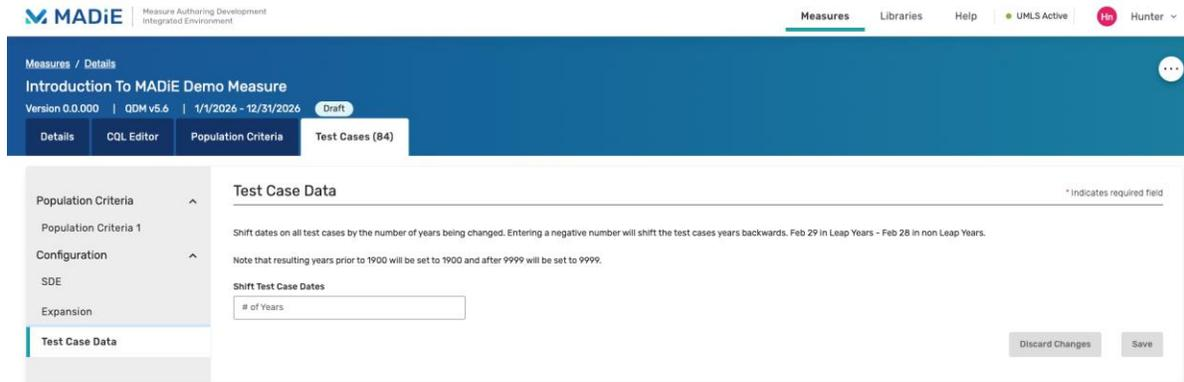 MADiE
Measure Authoring Development
Integrated Environment
Measures Libraries Help UMLS Active Hn Hunter
Measures / Details
Introduction To MADiE Demo Measure
Version 0.0.000 | QDM v5.6 | 1/1/2026 - 12/31/2026 Draft
Details CQL Editor Population Criteria Test Cases (84)
Population Criteria
Population Criteria 1
Configuration
SDE
Expansion
Test Case Data
Test Case Data
* Indicates required field
Shift dates on all test cases by the number of years being changed. Entering a negative number will shift the test cases years backwards. Feb 29 in Leap Years - Feb 28 in non Leap Years.
Note that resulting years prior to 1900 will be set to 1900 and after 9999 will be set to 9999.
Shift Test Case Dates
# of Years
Discard Changes Save